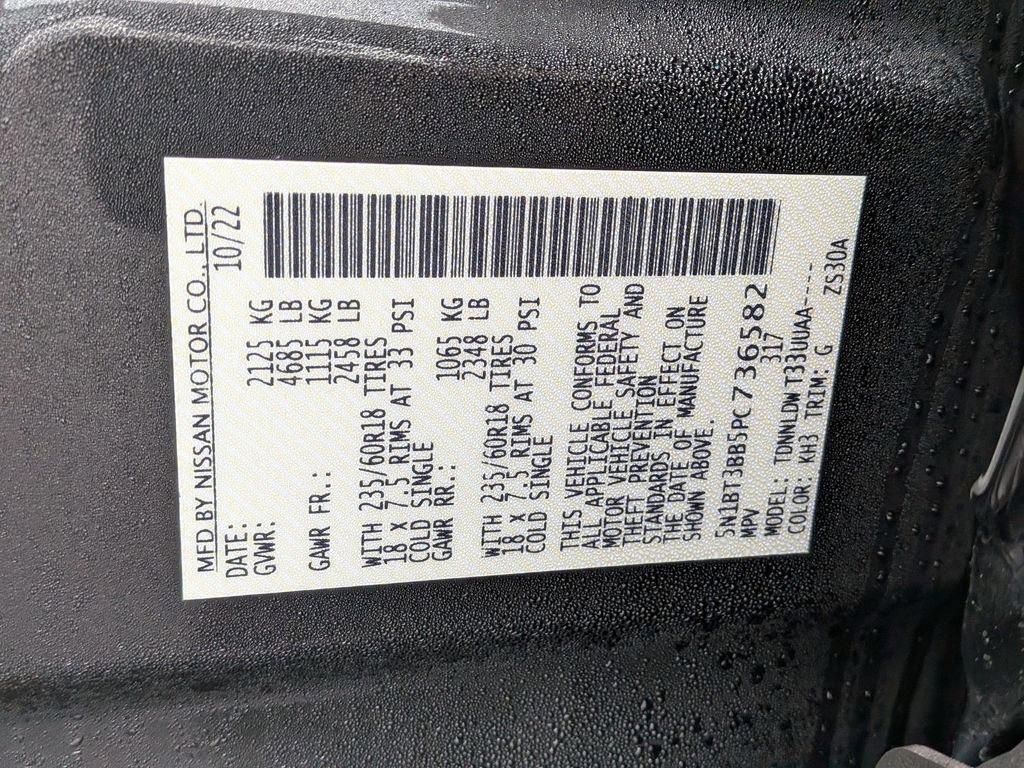 MFD BY NISSAN MOTOR CO., LTD.
DATE: 10/22
GVWR: 2125 KG
4685 LB
GAWR FR.: 1115 KG
2458 LB
WITH 235/60R18 TIRES
18 X 7.5 RIMS AT 33 PSI
COLD SINGLE
GAWR RR.: 1065 KG
2348 LB
WITH 235/60R18 TIRES
18 X 7.5 RIMS AT 30 PSI
COLD SINGLE
THIS VEHICLE CONFORMS TO
ALL APPLICABLE FEDERAL
MOTOR VEHICLE SAFETY AND
THEFT PREVENTION
STANDARDS IN EFFECT ON
THE DATE OF MANUFACTURE
SHOWN ABOVE.
5N1BT3BB5PC736582
MPV 317
MODEL: TDNNLDW T33UUAA-----
COLOR: KH3 TRIM: G ZS30A